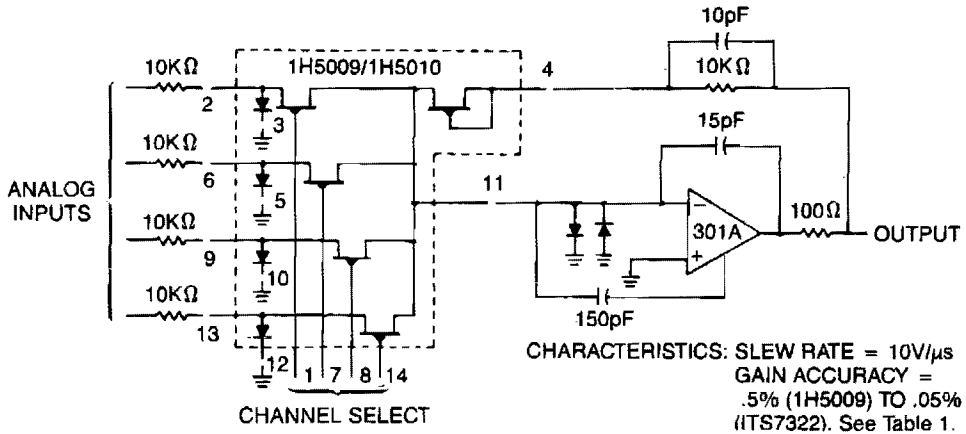 10pF
10KΩ
1H5009/1H5010
4
10KΩ
2
3
15pF
10KΩ
6
5
11
ANALOG
INPUTS
100Ω
301A
OUTPUT
10KΩ
9
10
10KΩ
150pF
13
12
1 7 8 14
CHANNEL SELECT
CHARACTERISTICS: SLEW RATE = 10V/μs
GAIN ACCURACY =
.5% (1H5009) TO .05%
(ITS7322). See Table 1.